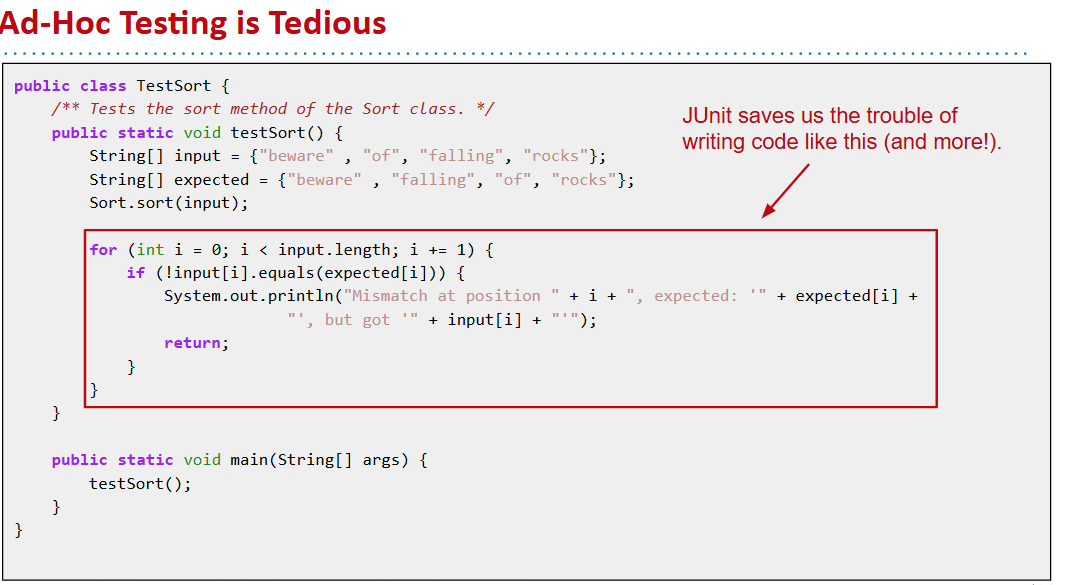 Ad-Hoc Testing is Tedious
public class TestSort {
    /** Tests the sort method of the Sort class. */
    public static void testSort() {
        String[] input = {"beware" , "of", "falling", "rocks"};
        String[] expected = {"beware" , "falling", "of", "rocks"};
        Sort.sort(input);
JUnit saves us the trouble of
writing code like this (and more!).
        for (int i = 0; i < input.length; i += 1) {
            if (!input[i].equals(expected[i])) {
                System.out.println("Mismatch at position " + i + ", expected: '" + expected[i] +
                             "', but got '" + input[i] + "'");
                return;
            }
        }
    }
    public static void main(String[] args) {
        testSort();
    }
}